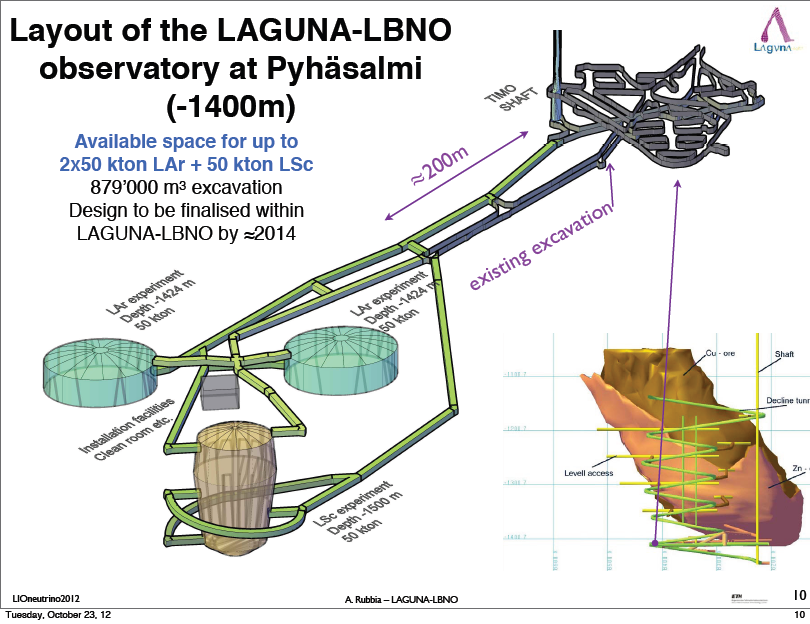 Layout of the LAGUNA-LBNO
observatory at Pyhäsalmi
(-1400m)
Available space for up to
2x50 kton LAr + 50 kton LSc
879’000 m³ excavation
Design to be finalised within
LAGUNA-LBNO by ≈2014
LAGUNA
TIMO
SHAFT
≈200m
existing excavation
LAr experiment
Depth -1424 m
50 kton
LAr experiment
Depth -1424 m
50 kton
Installation facilities
Clean room etc.
LSc experiment
Depth -1500 m
50 kton
Cu - ore
Shaft
Decline tunn
Levell access
Zn -
LIOneutrino2012
A. Rubbia – LAGUNA-LBNO
ETH
10
Tuesday, October 23, 12
10